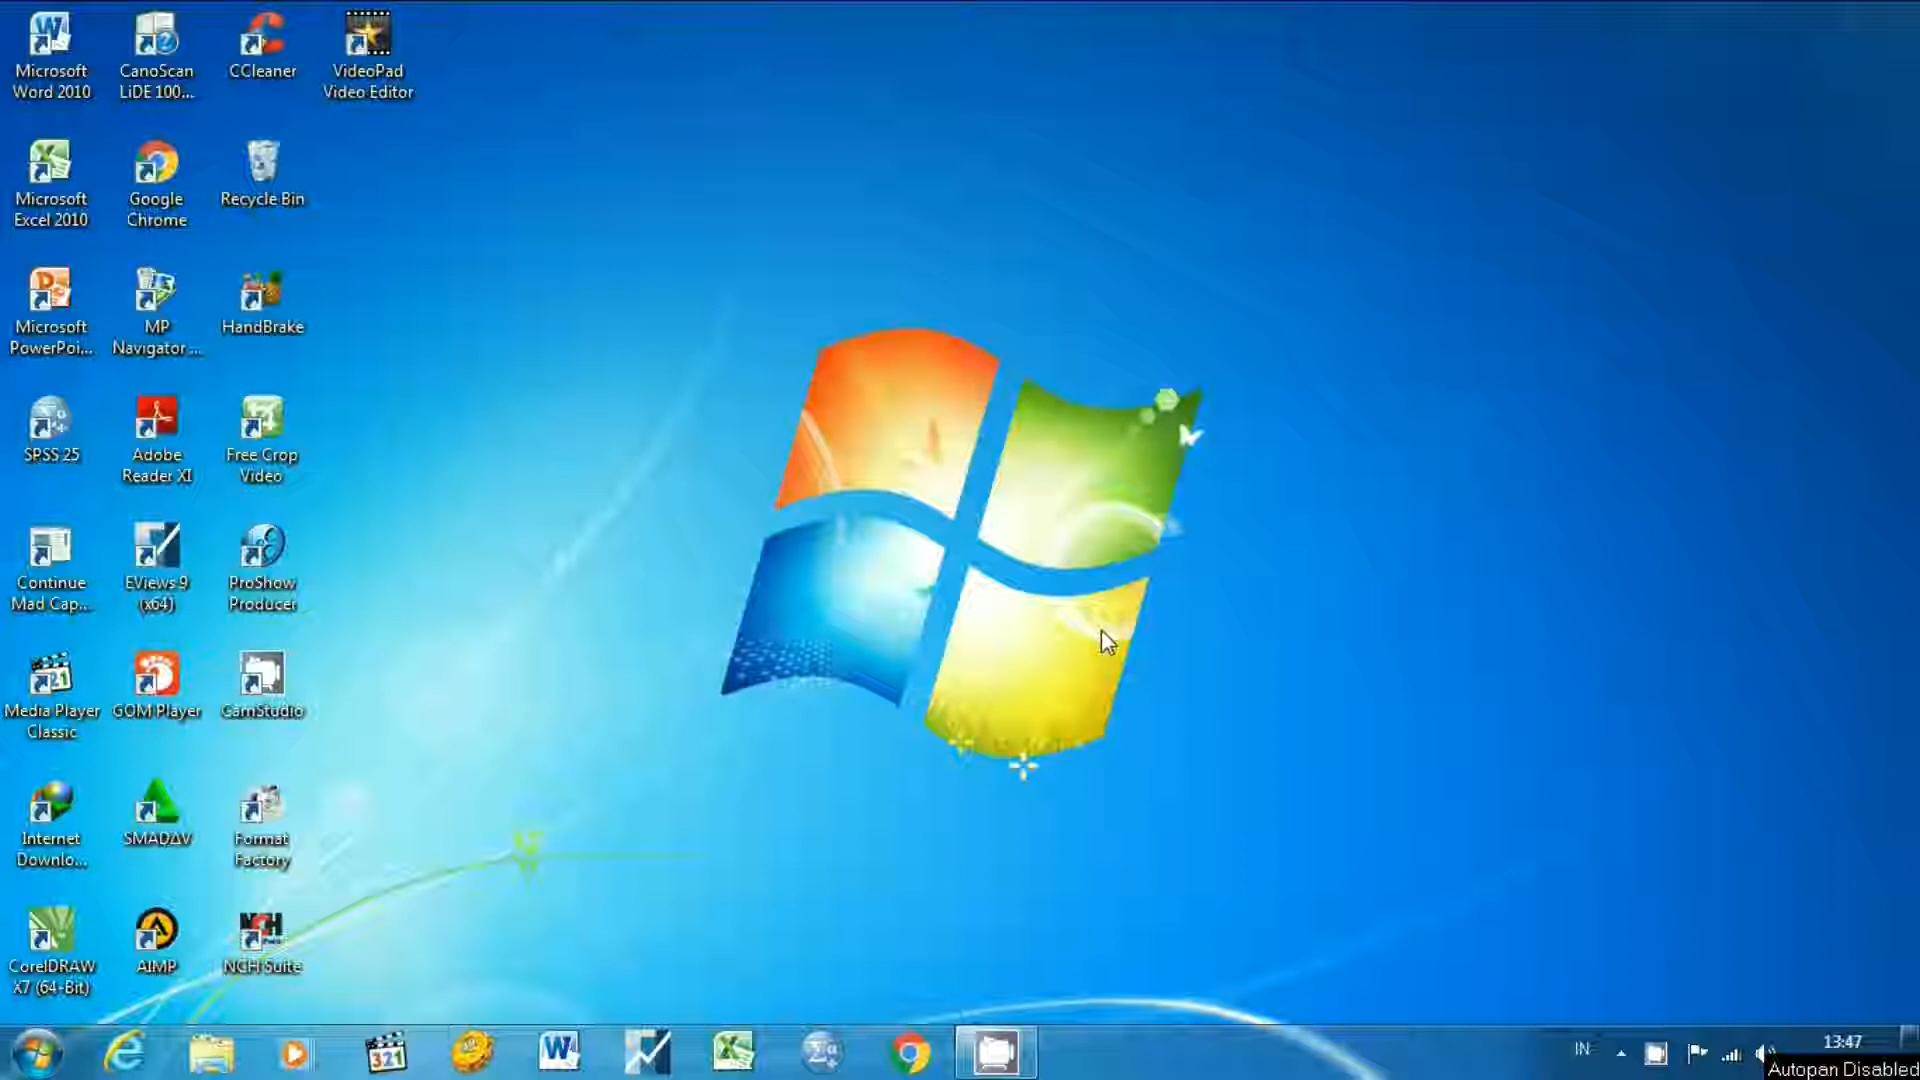 Microsoft
Word 2010
CanoScan
LiDE 100...
CCleaner
VideoPad
Video Editor
Microsoft
Excel 2010
Google
Chrome
Recycle Bin
Microsoft
PowerPoi...
MP
Navigator ...
HandBrake
SPSS 25
Adobe
Reader XI
Free Crop
Video
Continue
Mad Cap...
EViews 9
(x64)
ProShow
Producer
Media Player
Classic
GOM Player
CamStudio
Internet
Downlo...
SMADAV
Format
Factory
CorelDRAW
X7 (64-Bit)
AIMP
NCH Suite
321
IN
13:47
Autopan Disabled